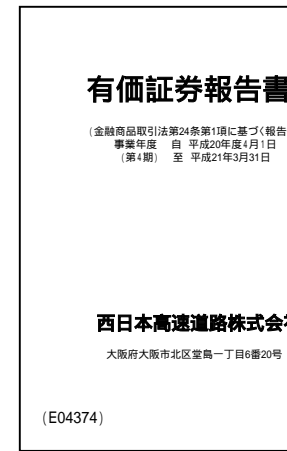 有価証券報告書
(金融商品取引法第24条第1項に基づく報告
事業年度 自 平成20年度4月1日
(第4期) 至 平成21年3月31日
西日本高速道路株式会社
大阪府大阪市北区堂島一丁目6番20号
(E04374)